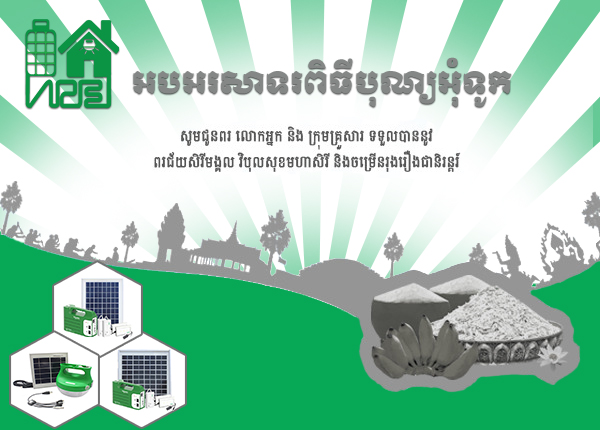 អបអរសាទរពិធីបុណ្យអុំទូក
សូមជូនពរ លោកអ្នក និង ក្រុមគ្រួសារ ទទួលបាននូវ
ពរជ័យសិរីមង្គល វិបុលសុខមហាសិរី និងចម្រើនរុងរឿងជានិរន្តរ៍